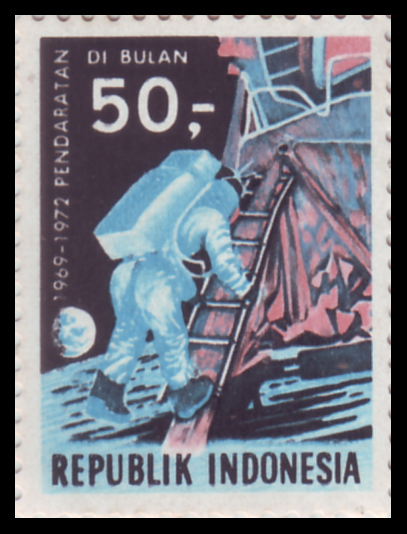 1969-1972 PENDARATAN
DI BULAN
50,-
REPUBLIK INDONESIA